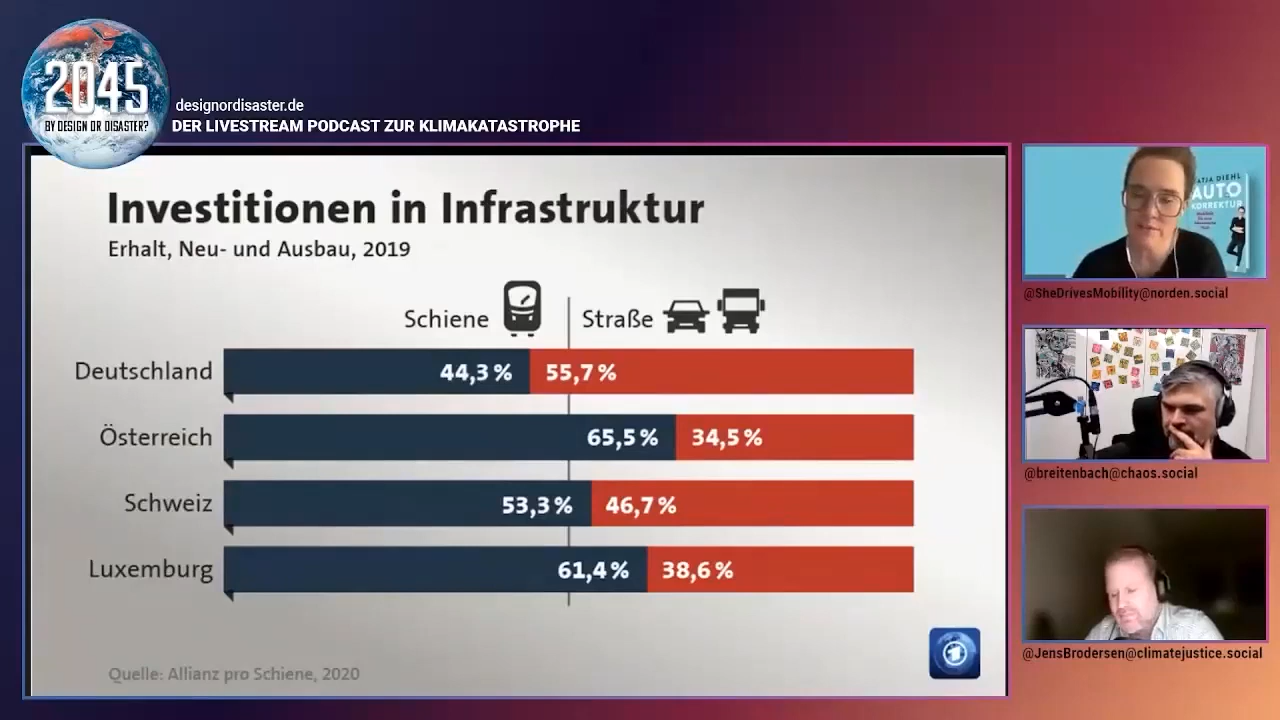 2045
BY DESIGN OR DISASTER?
designordisaster.de
DER LIVESTREAM PODCAST ZUR KLIMAKATASTROPHE
Investitionen in Infrastruktur
Erhalt, Neu- und Ausbau, 2019
Schiene
Straße
Deutschland 44,3 % 55,7 %
Österreich 65,5 % 34,5 %
Schweiz 53,3 % 46,7 %
Luxemburg 61,4 % 38,6 %
Quelle: Allianz pro Schiene, 2020
DIEHL
AUTO
KORREKTUR
@SheDrivesMobility@norden.social
@breitenbach@chaos.social
@JensBrodersen@climatejustice.social